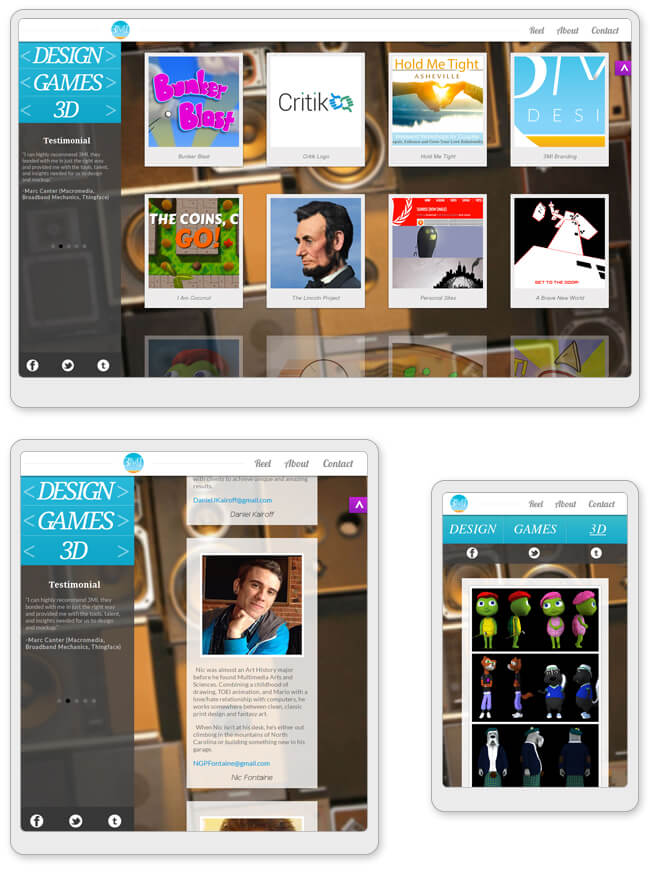 3MI
Reel About Contact
< DESIGN >
< GAMES >
< 3D >
Testimonial
"I can highly recommend 3MI, they
bonded with me in just the right way
and provided me with the tools, talent,
and insights needed for us to design
and mockup."
-Marc Canter (Macromedia,
Broadband Mechanics, Thingface)
Bunker
Blast
Bunker Blast
Critik
Critik Logo
Hold Me Tight
ASHEVILLE
Hold Me Tight
DESI
3MI Branding
THE COINS, C
GO!
I Am Coconut
The Lincoln Project
Personal Sites
GET TO THE DOOR!
A Brave New World
3MI
Reel About Contact
< DESIGN >
< GAMES >
< 3D >
Testimonial
"I can highly recommend 3MI, they
bonded with me in just the right way
and provided me with the tools, talent,
and insights needed for us to design
and mockup."
-Marc Canter (Macromedia,
Broadband Mechanics, Thingface)
with clients to achieve unique and amazing
results.
DanielJKairoff@gmail.com
Daniel Kairoff
Nic was almost an Art History major
before he found Multimedia Arts and
Sciences. Combining a childhood of
drawing, TOEI animation, and Mario with a
love/hate relationship with computers, he
works somewhere between clean, classic
print design and fantasy art.
When Nic isn't at his desk, he's either out
climbing in the mountains of North
Carolina or building something new in his
garage.
NGPFontaine@gmail.com
Nic Fontaine
3MI
Reel About Contact
DESIGN GAMES 3D